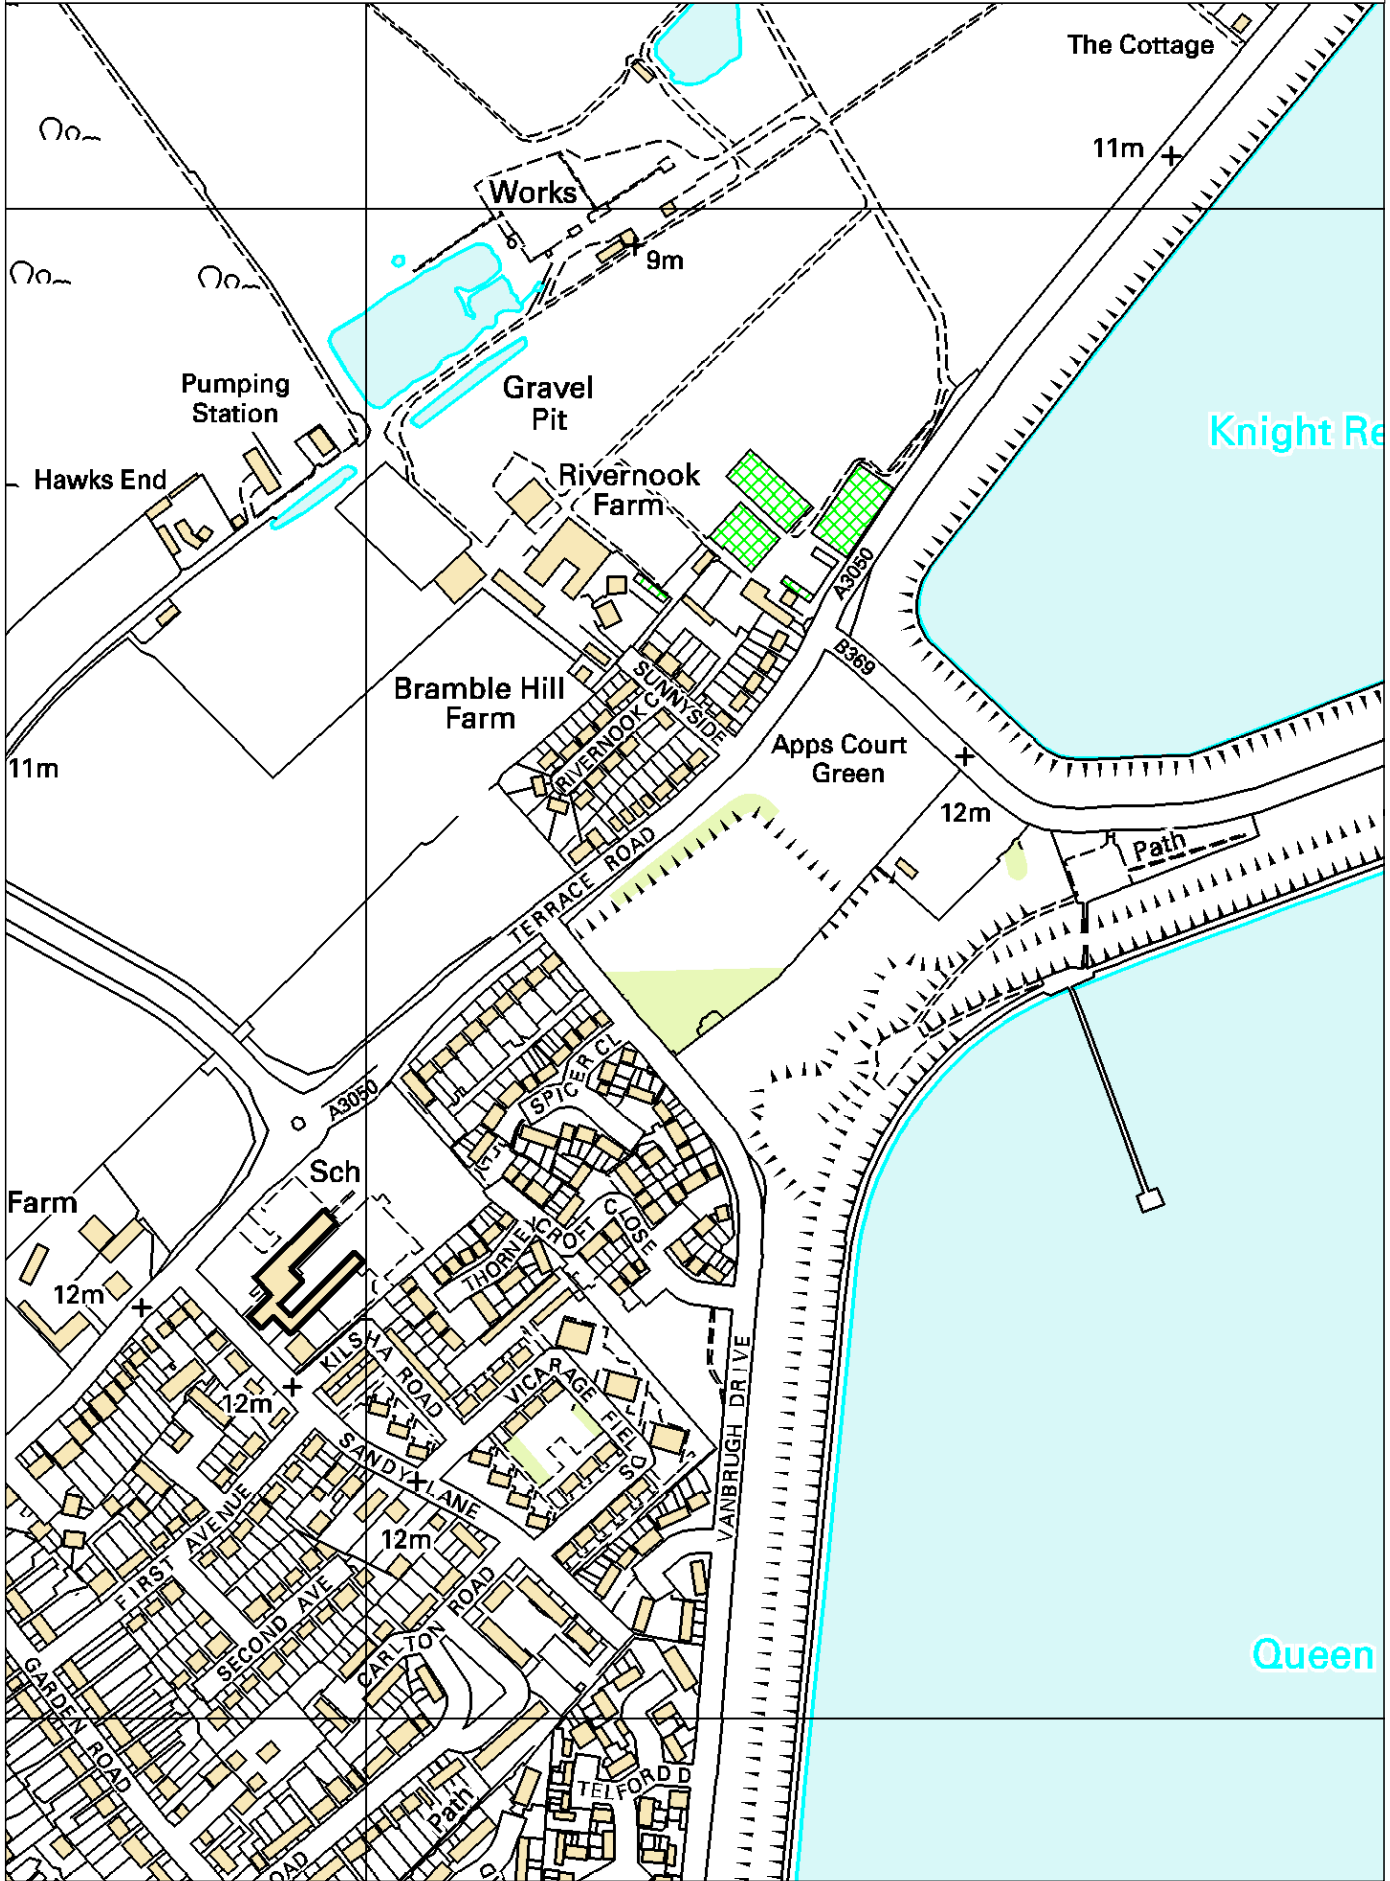 The Cottage
11m
Works
9m
Pumping
Station
Gravel
Pit
Knight Re
Hawks End
Rivernook
Farm
A3050
B369
SUNNYSIDE
Bramble Hill
Farm
RIVERNOOK C
Apps Court
Green
11m
12m
Path
TERRACE ROAD
SPICER CL
A3050
Sch
Farm
THORNEYCROFT CLOSE
12m
KILSHA ROAD
VICARAGE FIELDS
VANBRUGH DRIVE
12m
SANDY LANE
FIRST AVENUE
12m
SECOND AVE
CARLTON ROAD
GARDEN ROAD
Queen
TELFORD D
Path
OAD